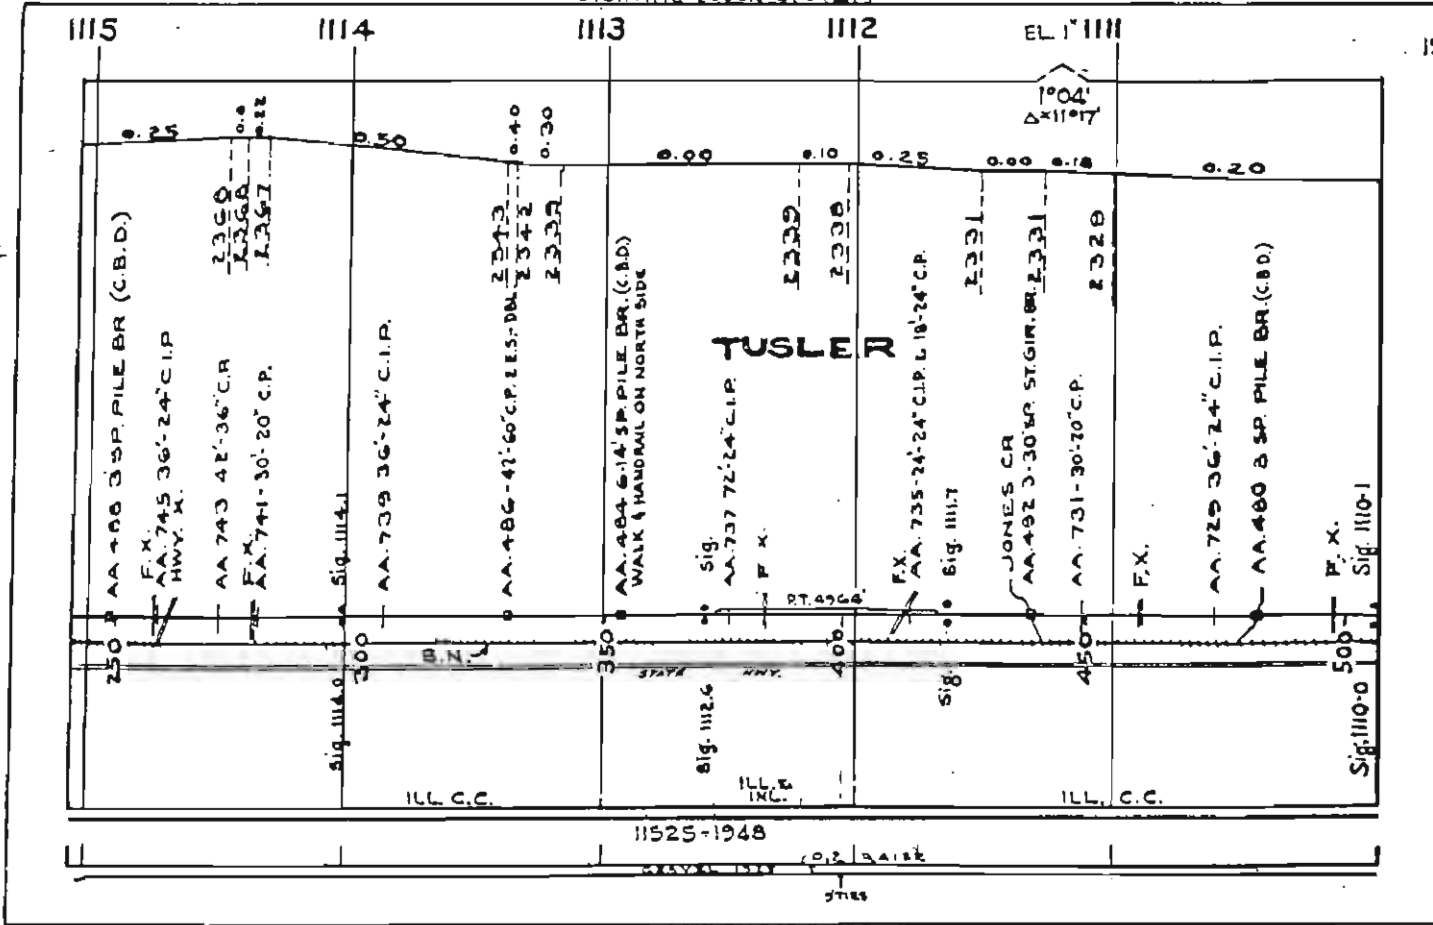 1115 1114 1113 1112 EL. 1" 1111
1°04'
Δ=11°17'
0.25 0.22 0.50 0.40 0.30 0.00 0.10 0.25 0.00 0.18 0.20
2360 2368 2367 2343 2342 2339 2339 2338 2331 2331 2328
TUSLER
AA 488 3 SP. PILE BR (C.B.D.)
F.X.
AA. 745 36'-24" C.I.P
HWY. X.
AA 743 42'-36" C.P.
F.X.
AA. 741-30'-20" C.P.
Sig. 1114.1
AA. 739 36'-24" C.I.P.
AA. 486-42'-60" C.P. 2 E.S.-DBL
AA. 484 6-14' SP. PILE BR. (C.B.D.)
WALK & HANDRAIL ON NORTH SIDE
Sig.
AA. 737 72'-24" C.I.P.
F.X.
P.T. 4964'
F.X.
AA. 735-24'-24" C.I.P. & 18'-24" C.P.
Sig. 1111.7
JONES CR
AA. 482 3-30' SP. ST. GIR. BR.
AA. 731-30'-20" C.P.
F.X.
AA. 729 36'-24" C.I.P.
AA. 480 8 SP. PILE BR. (C.B.D.)
F.X.
Sig. 1110-1
250 300 350 400 450 500
B.N.
STATE HWY.
Sig. 1114.0
Sig. 1112.6
Sig.
Sig. 1110-0
ILL. C.C. ILL. & ILL. C.C.
11525-1948
GRAVEL
TIES